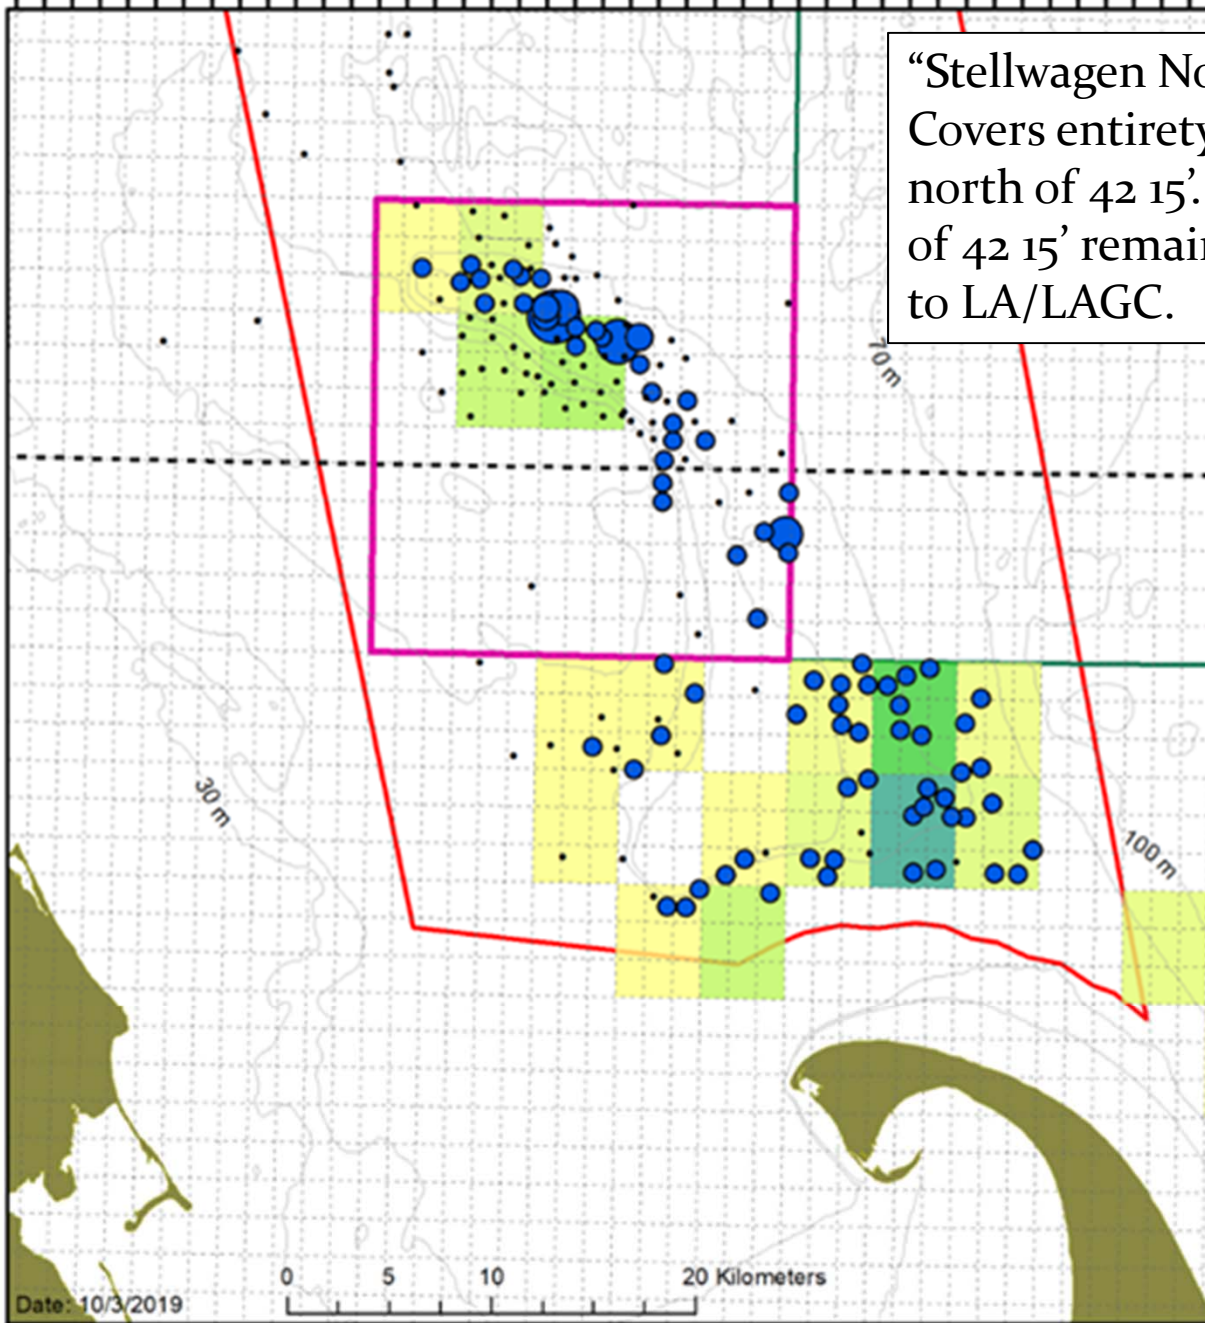 “Stellwagen No
Covers entirety
north of 42 15’.
of 42 15’ remain
to LA/LAGC.
70 m
30 m
100 m
0 5 10 20 Kilometers
Date: 10/3/2019